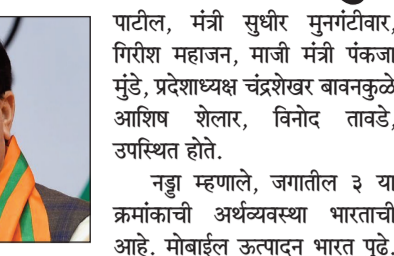 पाटील, मंत्री सुधीर मुनगंटीवार,
गिरीश महाजन, माजी मंत्री पंकजा
मुंडे, प्रदेशाध्यक्ष चंद्रशेखर बावनकुळे
आशिष शेलार, विनोद तावडे,
उपस्थित होते.
नड्डा म्हणाले, जगातील ३ या
क्रमांकाची अर्थव्यवस्था भारताची
आहे. मोबाईल ऊत्पादन भारत पुढे.